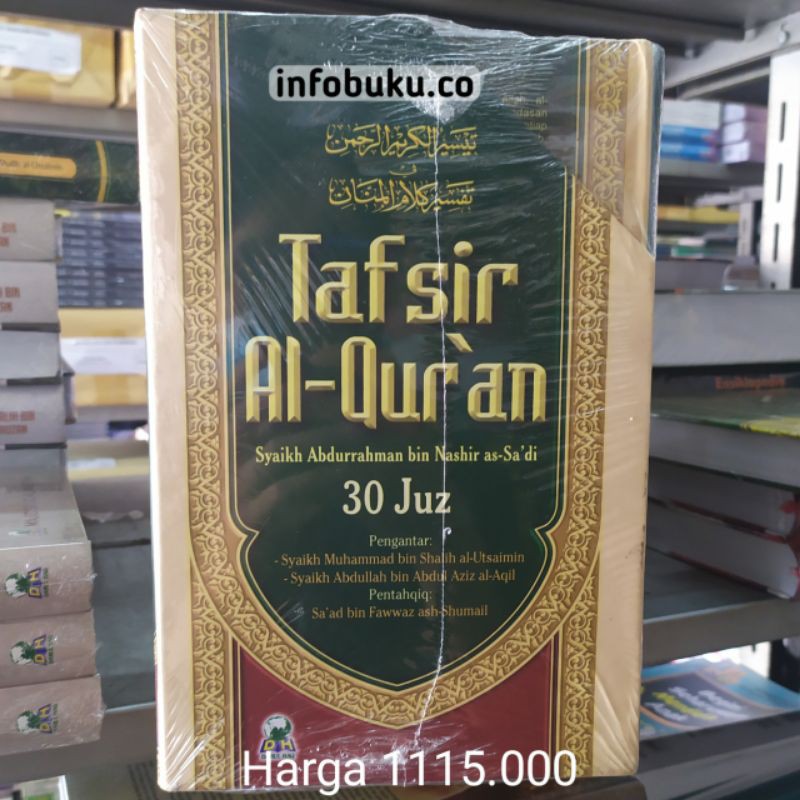 infobuku.co
تيسير الكريم الرحمن
في
تفسير كلام المنان
Tafsir
Al-Qur`an
Syaikh Abdurrahman bin Nashir as-Sa'di
30 Juz
Pengantar:
- Syaikh Muhammad bin Shalih al-Utsaimin
- Syaikh Abdullah bin Abdul Aziz al-Aqil
Pentahqiq:
Sa'ad bin Fawwaz ash-Shumail
DH
Harga 1115.000
Ensiklopedia